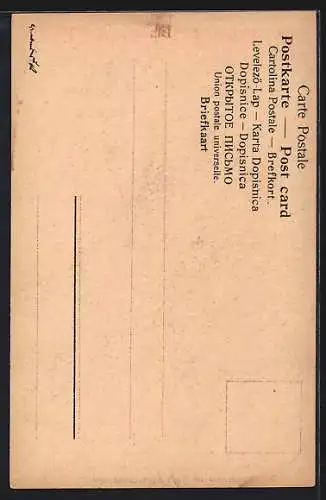 Carte Postale
Postkarte — Post card
Cartolina Postale — Brefkort.
Levelező-Lap — Karta Dopisnica
Dopisnice — Dopisnica
ОТКРЫТОЕ ПИСЬМО
Union postale universelle.
Briefkaart